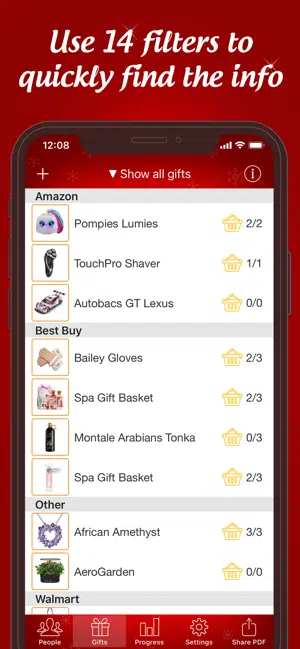 Use 14 filters to
quickly find the info
12:08
+ ▼ Show all gifts i
Amazon
Pompies Lumies 2/2
TouchPro Shaver 1/1
Autobacs GT Lexus 0/0
Best Buy
Bailey Gloves 2/3
Spa Gift Basket 2/3
Montale Arabians Tonka 0/3
Spa Gift Basket 2/3
Other
African Amethyst 3/3
AeroGarden 0/0
Walmart
People Gifts Progress Settings Share PDF